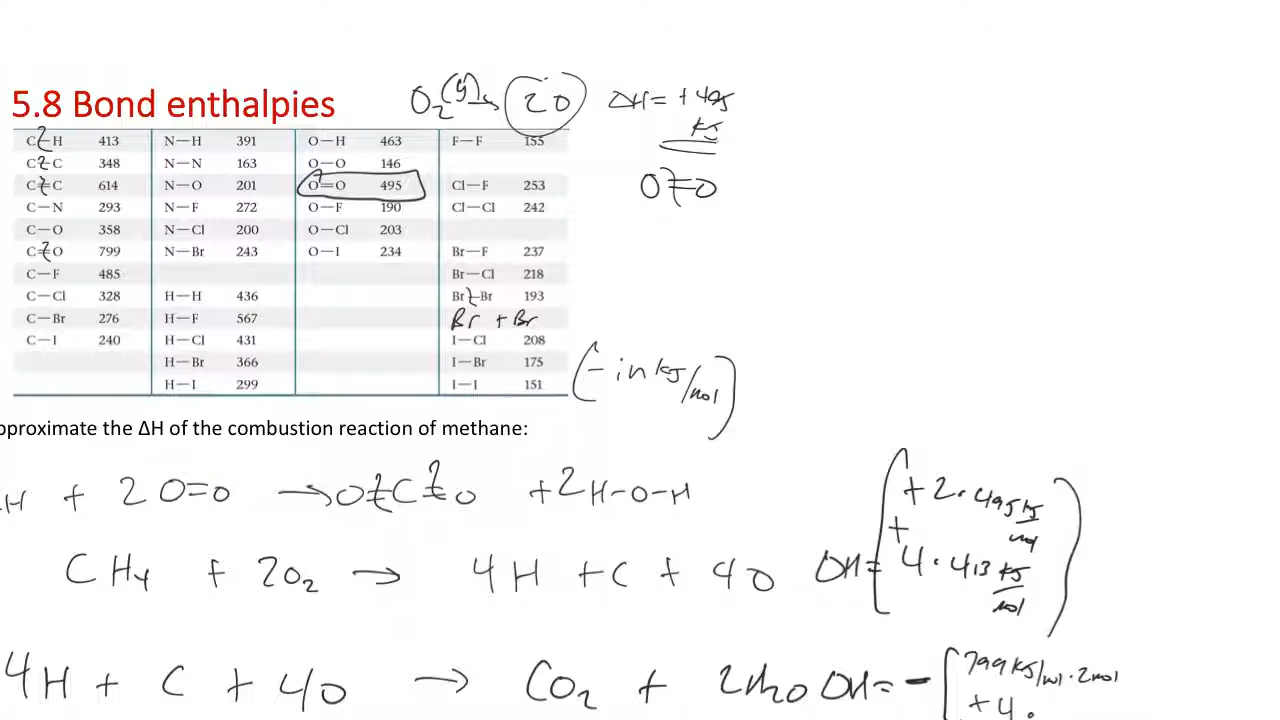 5.8 Bond enthalpies
O2(g) → 2O ΔH = +495
kJ
O=O
C–H 413 N–H 391 O–H 463 F–F 155
C–C 348 N–N 163 O–O 146
C=C 614 N–O 201 O=O 495 Cl–F 253
C–N 293 N–F 272 O–F 190 Cl–Cl 242
C–O 358 N–Cl 200 O–Cl 203
C=O 799 N–Br 243 O–I 234 Br–F 237
C–F 485 Br–Cl 218
C–Cl 328 H–H 436 Br–Br 193
C–Br 276 H–F 567 Br + Br
C–I 240 H–Cl 431 I–Cl 208
H–Br 366 I–Br 175
H–I 299 I–I 151
(– in kJ/mol)
pproximate the ΔH of the combustion reaction of methane:
H + 2 O=O → O=C=O + 2 H-O-H
CH4 + 2O2 → 4H + C + 4O ΔH = (+2·495 kJ/mol
+
4·413 kJ/mol)
4H + C + 4O → CO2 + 2H2O ΔH = –[799 kJ/mol·2mol
+ 4·